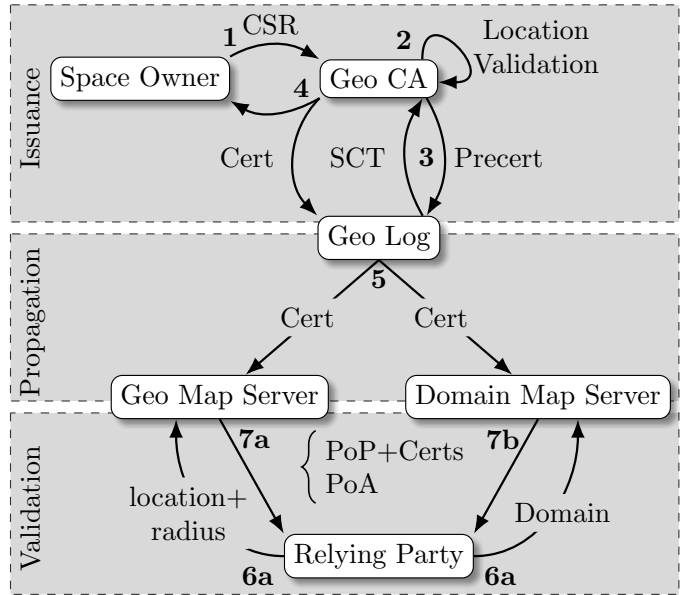 Issuance
1
CSR
2
Location
Validation
Space Owner
Geo CA
4
Cert
SCT
3
Precert
Geo Log
Propagation
5
Cert
Cert
Geo Map Server
Domain Map Server
Validation
7a
PoP+Certs
PoA
7b
location+
radius
Domain
Relying Party
6a
6a